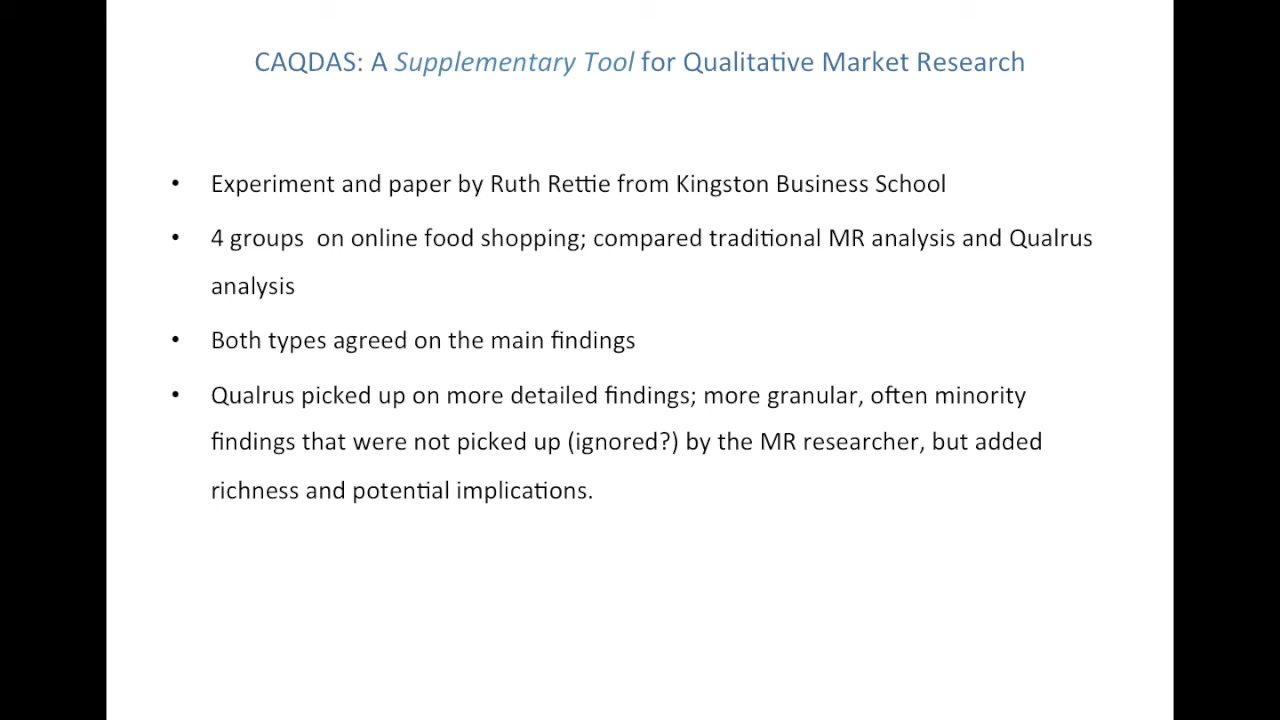 CAQDAS: A Supplementary Tool for Qualitative Market Research
• Experiment and paper by Ruth Rettie from Kingston Business School
• 4 groups  on online food shopping; compared traditional MR analysis and Qualrus
analysis
• Both types agreed on the main findings
• Qualrus picked up on more detailed findings; more granular, often minority
findings that were not picked up (ignored?) by the MR researcher, but added
richness and potential implications.